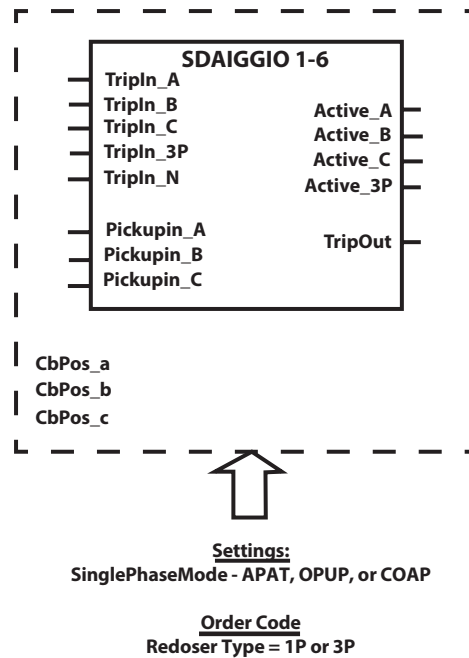 SDAIGGIO 1-6
TripIn_A
TripIn_B
TripIn_C
TripIn_3P
TripIn_N
Pickupin_A
Pickupin_B
Pickupin_C
Active_A
Active_B
Active_C
Active_3P
TripOut
CbPos_a
CbPos_b
CbPos_c
Settings:
SinglePhaseMode - APAT, OPUP, or COAP
Order Code
Redoser Type = 1P or 3P